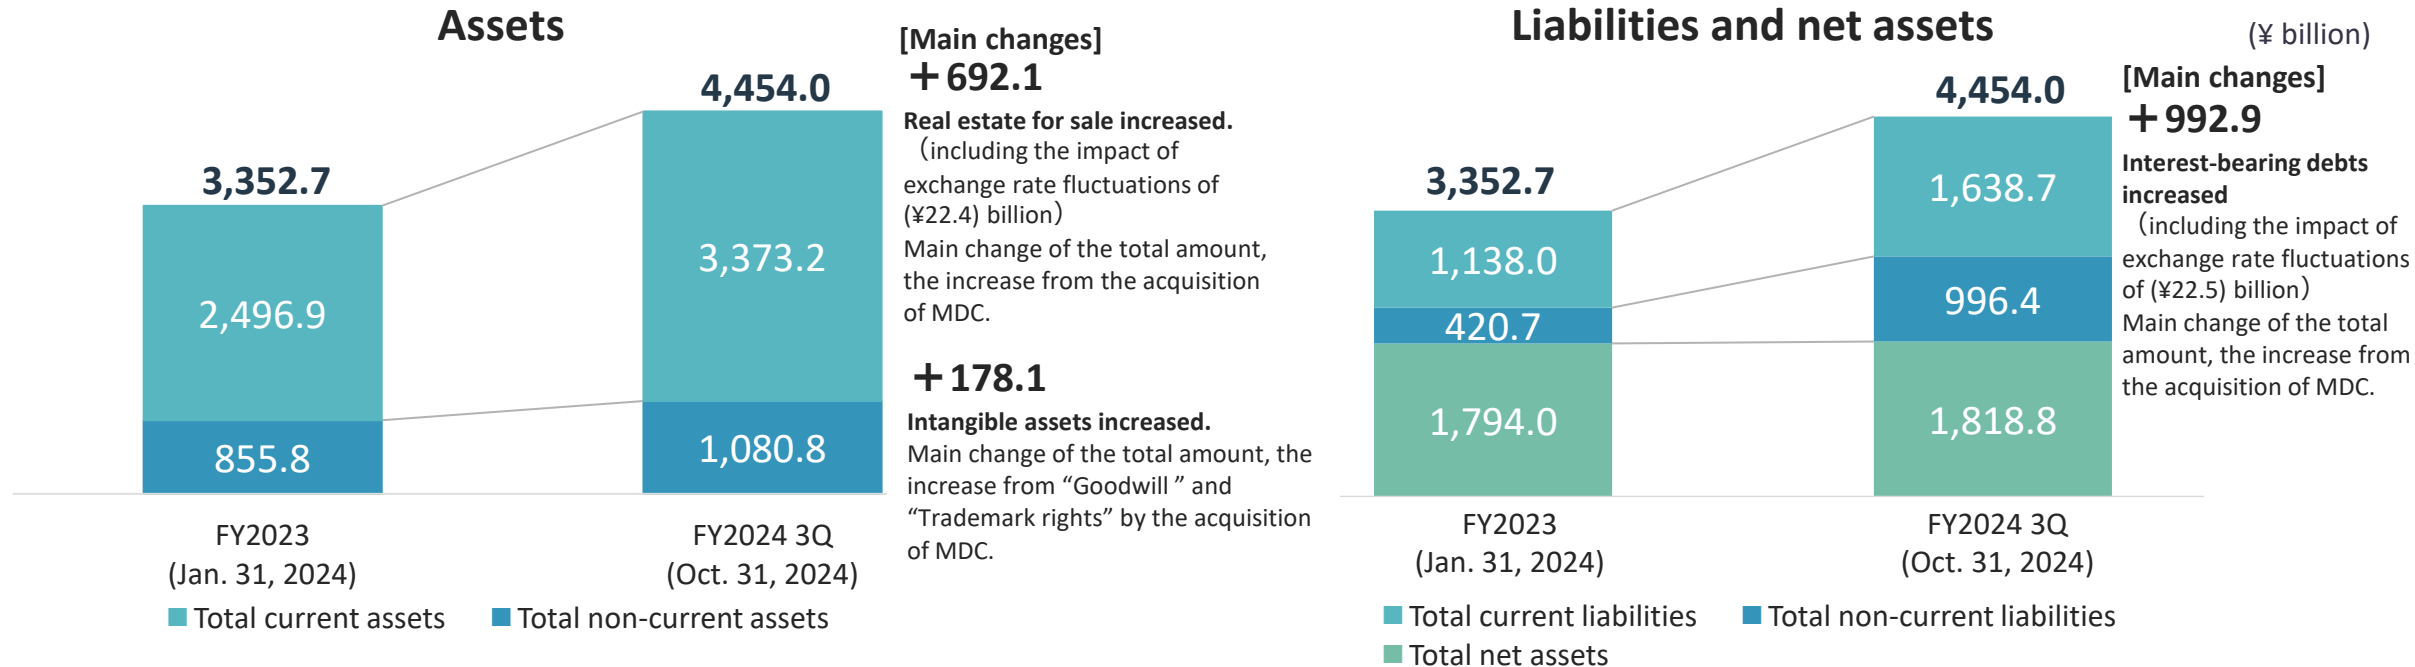 Assets
[Main changes]
＋692.1
4,454.0
Real estate for sale increased.
（including the impact of
exchange rate fluctuations of
(¥22.4) billion）
Main change of the total amount,
the increase from the acquisition
of MDC.
3,352.7
3,373.2
2,496.9
＋178.1
Intangible assets increased.
Main change of the total amount, the
increase from “Goodwill ” and
“Trademark rights” by the acquisition
of MDC.
1,080.8
855.8
FY2023
(Jan. 31, 2024)
FY2024 3Q
(Oct. 31, 2024)
Total current assets
Total non-current assets
Liabilities and net assets
(¥ billion)
[Main changes]
＋992.9
4,454.0
Interest-bearing debts
increased
（including the impact of
exchange rate fluctuations
of (¥22.5) billion）
Main change of the total
amount, the increase from
the acquisition of MDC.
3,352.7
1,638.7
1,138.0
996.4
420.7
1,794.0
1,818.8
FY2023
(Jan. 31, 2024)
FY2024 3Q
(Oct. 31, 2024)
Total current liabilities
Total non-current liabilities
Total net assets